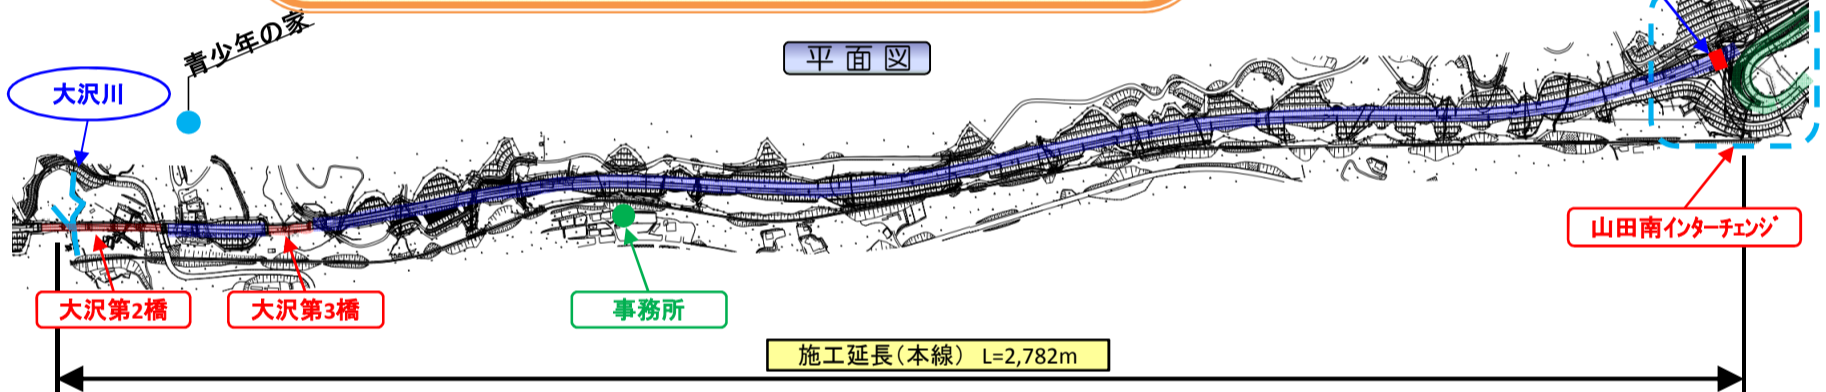 青少年の家
平面図
大沢川
山田南インターチェンジ
大沢第2橋
大沢第3橋
事務所
施工延長(本線) L=2,782m